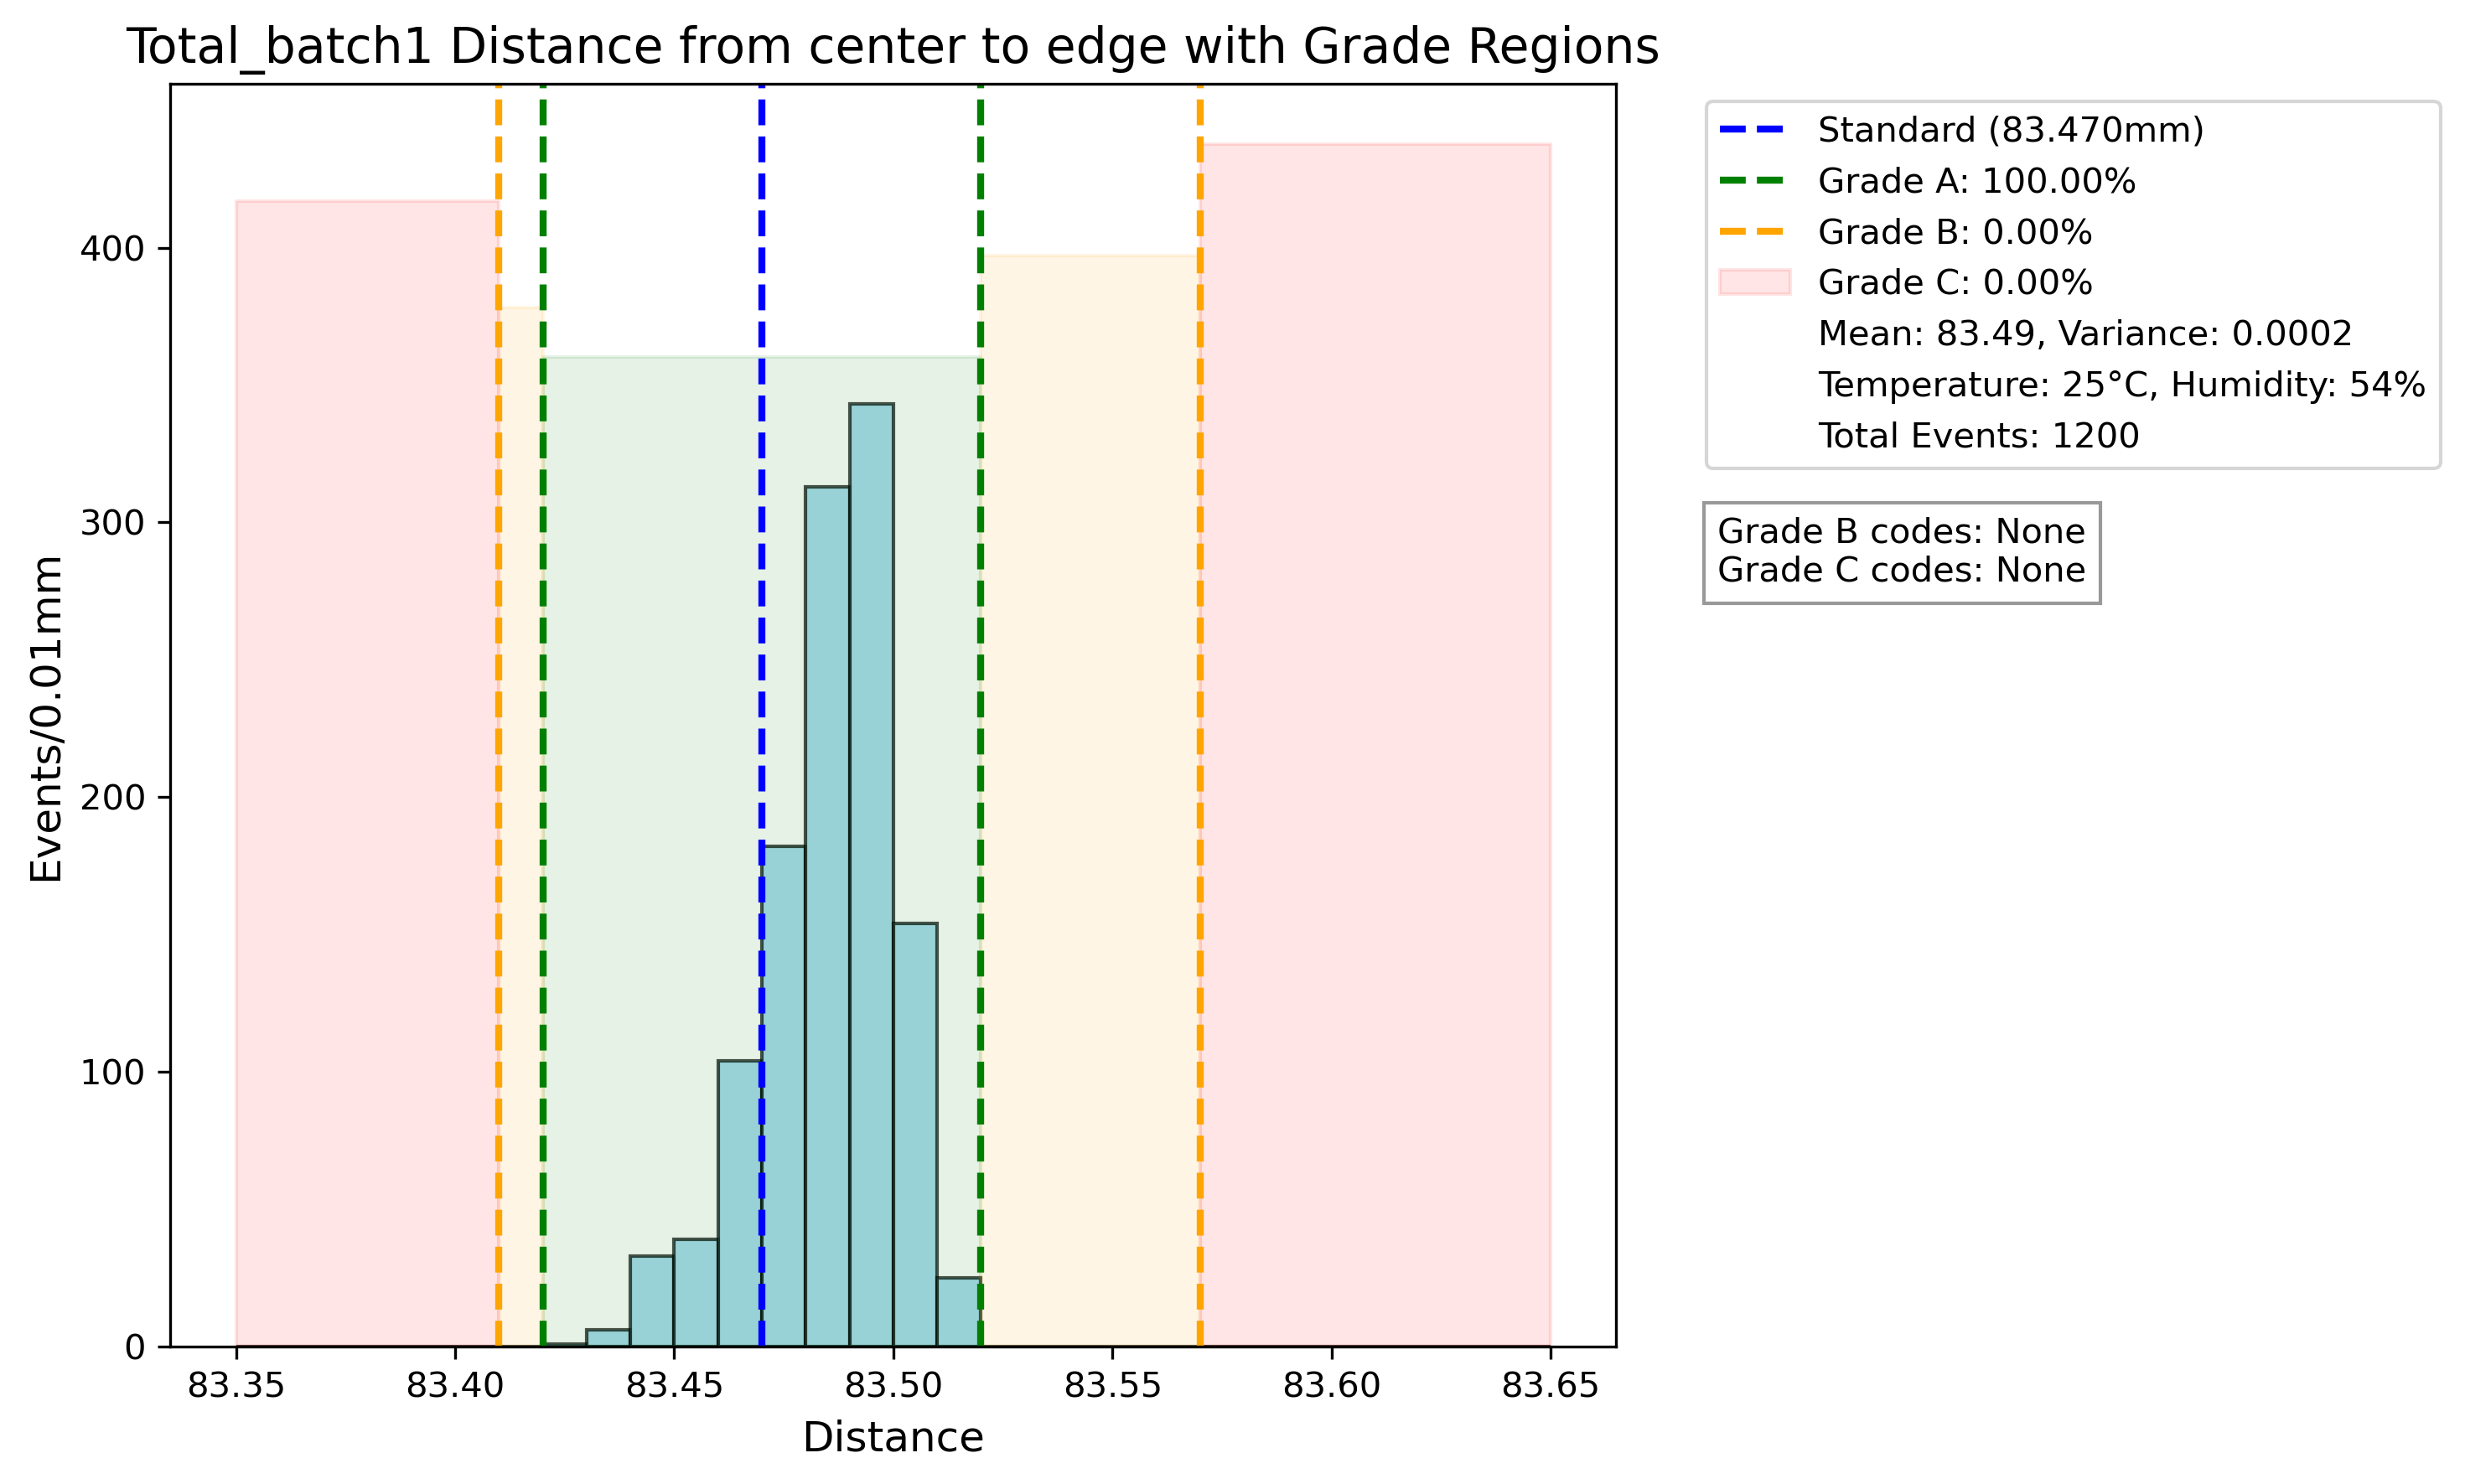 Total_batch1 Distance from center to edge with Grade Regions
Events/0.01mm
400
300
200
100
0
83.35 83.40 83.45 83.50 83.55 83.60 83.65
Distance
Standard (83.470mm)
Grade A: 100.00%
Grade B: 0.00%
Grade C: 0.00%
Mean: 83.49, Variance: 0.0002
Temperature: 25°C, Humidity: 54%
Total Events: 1200
Grade B codes: None
Grade C codes: None